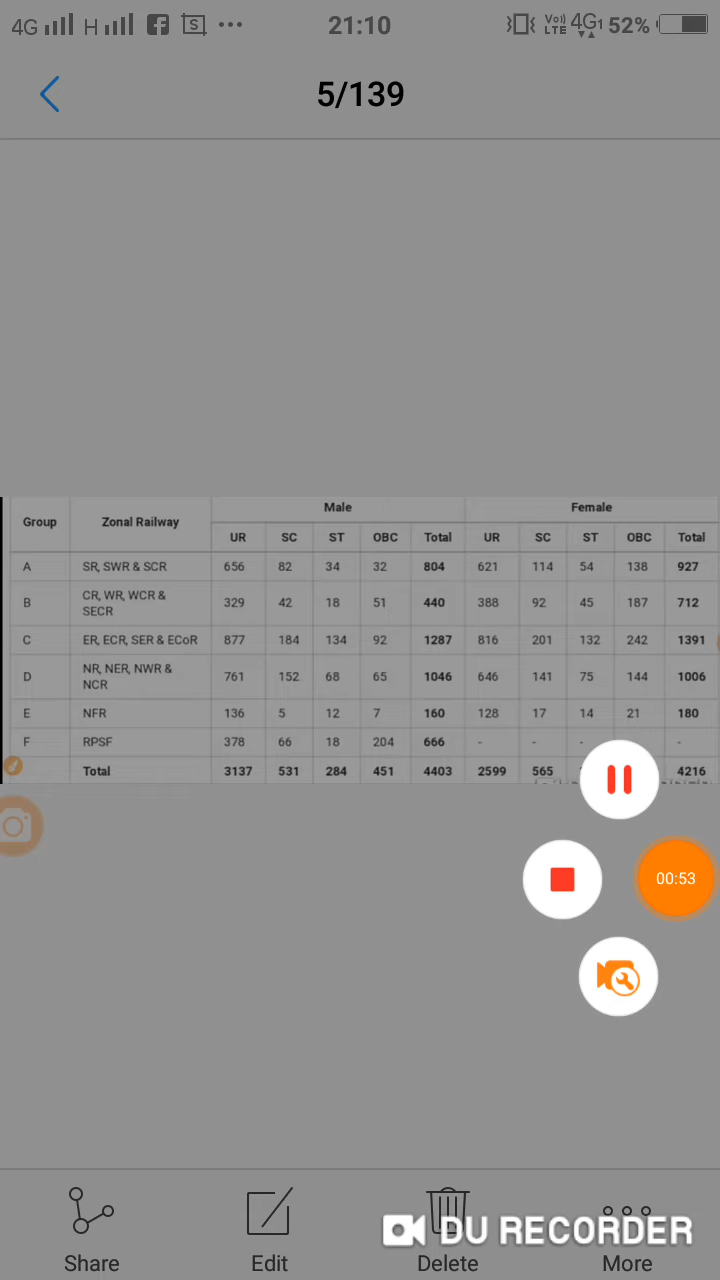 4G H f S ... 21:10 VoLTE 4G1 52%
5/139
Group Zonal Railway Male Female
UR SC ST OBC Total UR SC ST OBC Total
A SR, SWR & SCR 656 82 34 32 804 621 114 54 138 927
B CR, WR, WCR & SECR 329 42 18 51 440 388 92 45 187 712
C ER, ECR, SER & ECoR 877 184 134 92 1287 816 201 132 242 1391
D NR, NER, NWR & NCR 761 152 68 65 1046 646 141 75 144 1006
E NFR 136 5 12 7 160 128 17 14 21 180
F RPSF 378 66 18 204 666 - - - -
Total 3137 531 284 451 4403 2599 565 4216
00:53
DU RECORDER
Share Edit Delete More